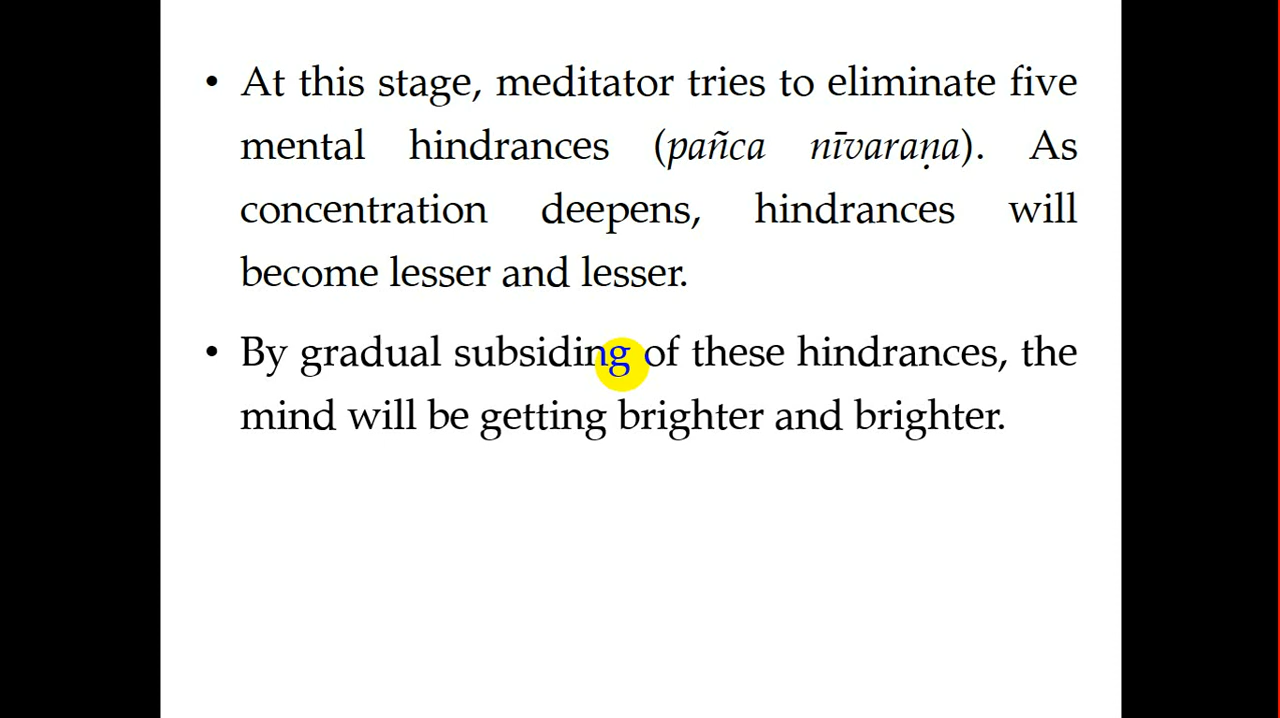 • At this stage, meditator tries to eliminate five
mental hindrances (pañca nīvaraṇa). As
concentration deepens, hindrances will
become lesser and lesser.
• By gradual subsiding of these hindrances, the
mind will be getting brighter and brighter.